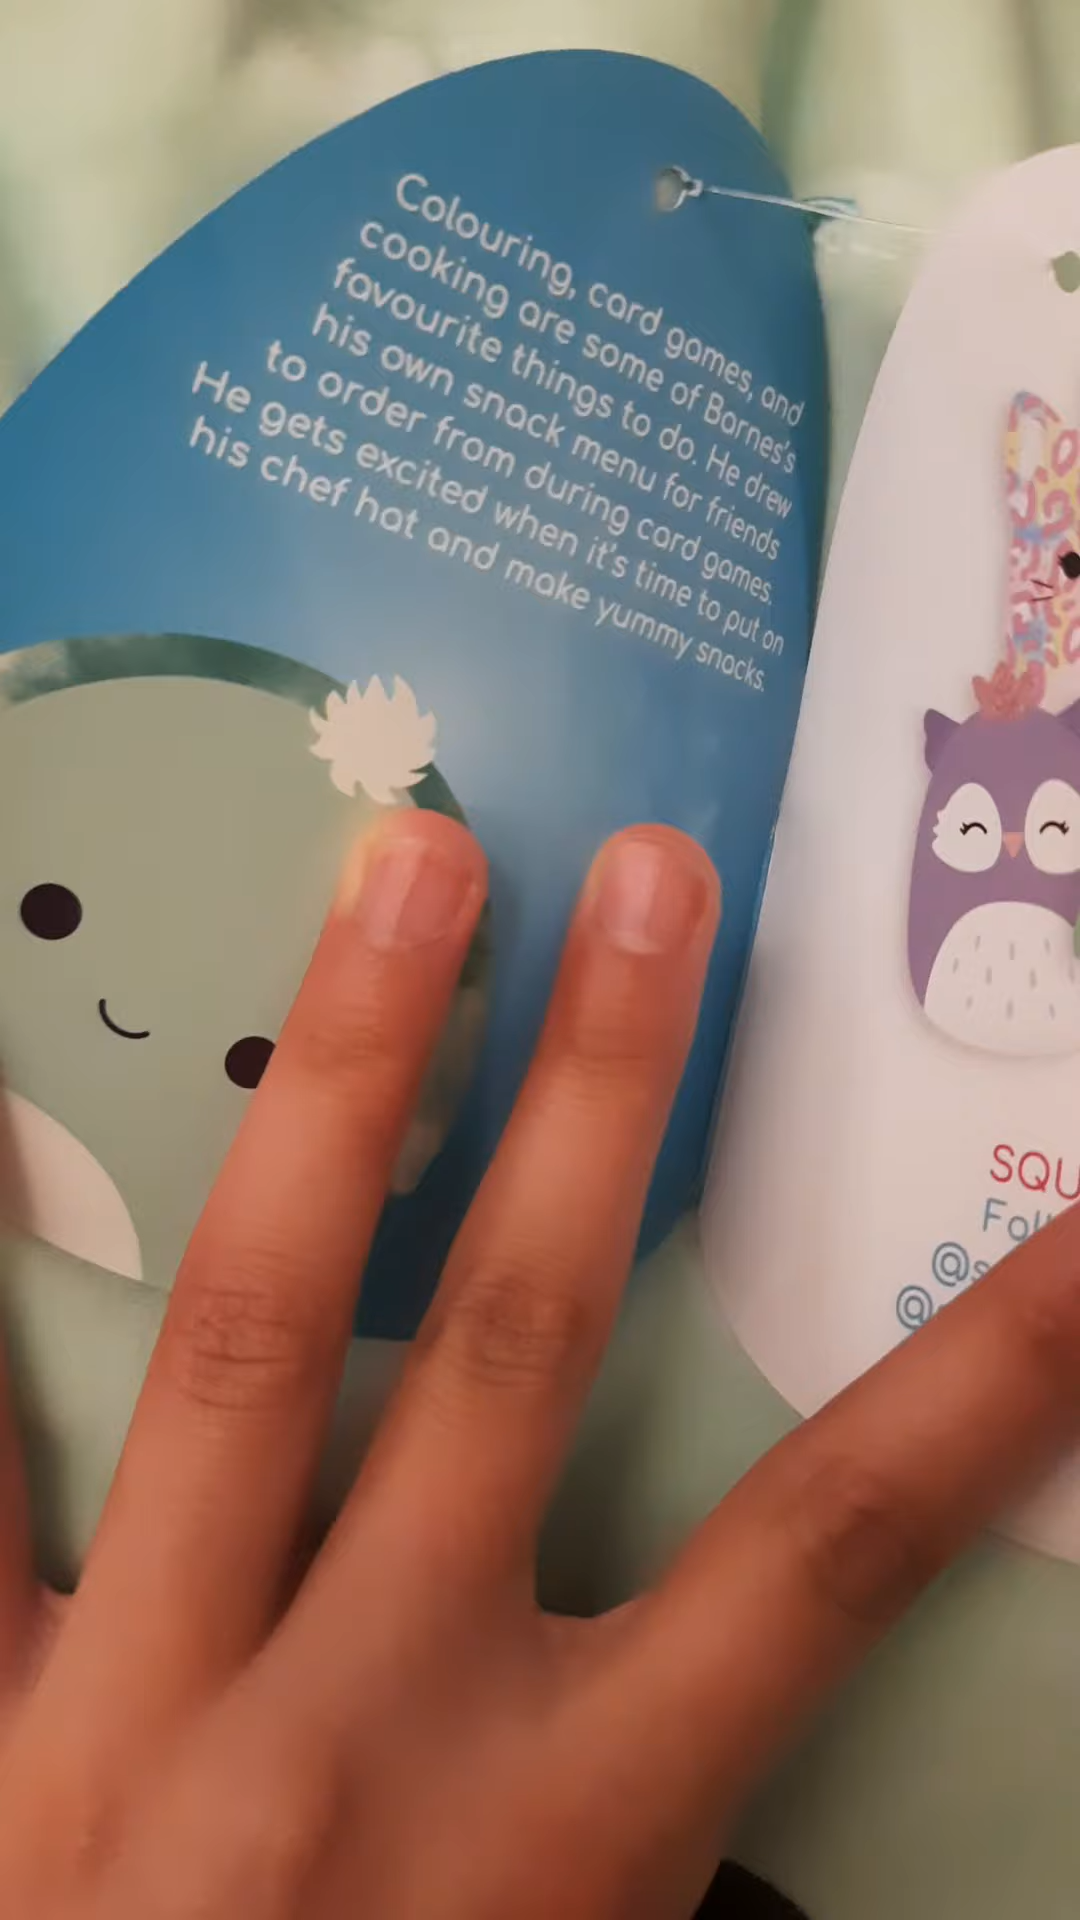 Colouring, card games, and
cooking are some of Barnes's
favourite things to do. He drew
his own snack menu for friends
to order from during card games.
He gets excited when it's time to put on
his chef hat and make yummy snacks.
SQU
Foll
@s
@